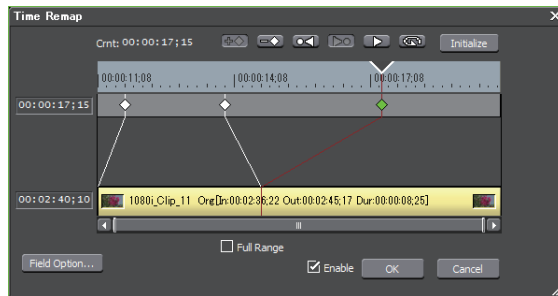 Time Remap
Crnt: 00:00:17;15
Initialize
00:00:11;08 00:00:14;08 00:00:17;08
00:00:17;15
00:02:40;10
1080i_Clip_11 Org[In:00:02:36;22 Out:00:02:45;17 Dur:00:00:08;25]
Full Range
Field Option...
Enable
OK
Cancel